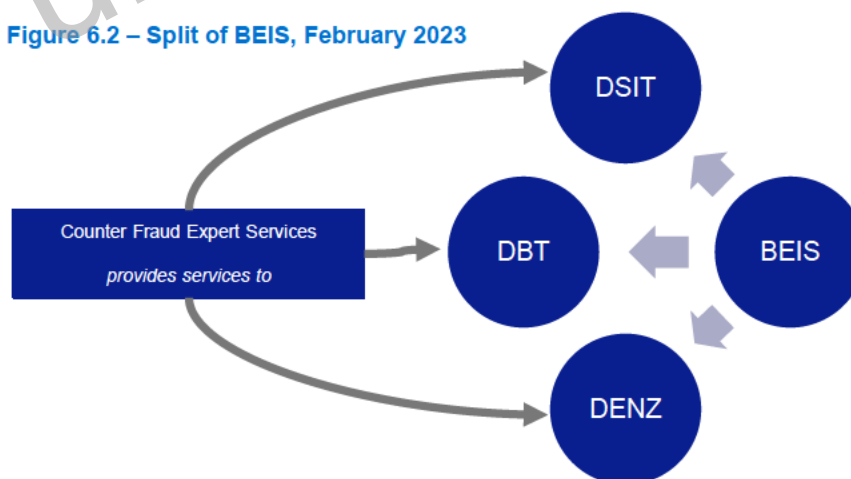 Figure 6.2 – Split of BEIS, February 2023
DSIT
Counter Fraud Expert Services
provides services to
DBT
BEIS
DENZ